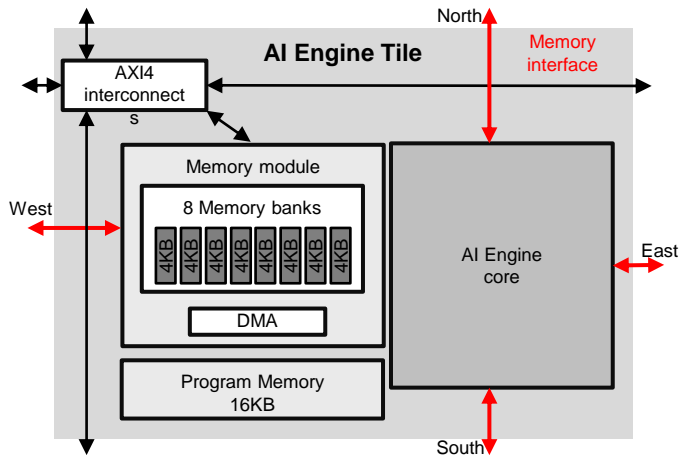 North
AI Engine Tile
Memory
interface
AXI4
interconnect
s
Memory module
West
8 Memory banks
4KB 4KB 4KB 4KB 4KB 4KB 4KB 4KB
AI Engine
core
East
DMA
Program Memory
16KB
South